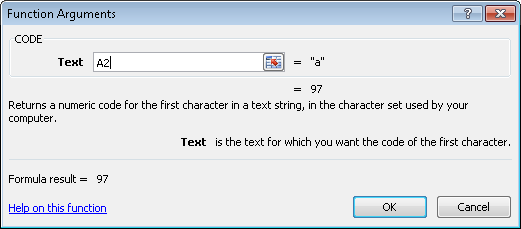 Function Arguments
CODE
Text A2 = "a"
= 97
Returns a numeric code for the first character in a text string, in the character set used by your
computer.
Text is the text for which you want the code of the first character.
Formula result = 97
Help on this function OK Cancel